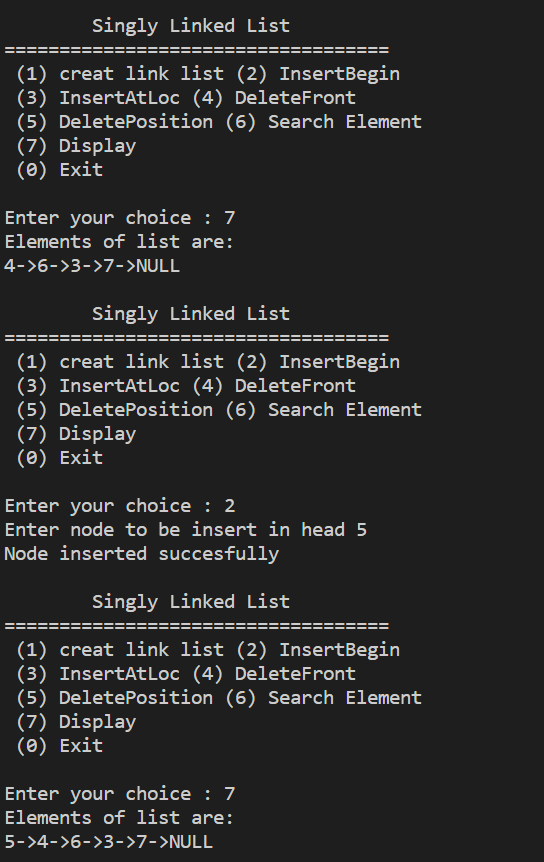 Singly Linked List
===================================
(1) creat link list (2) InsertBegin
(3) InsertAtLoc (4) DeleteFront
(5) DeletePosition (6) Search Element
(7) Display
(0) Exit
Enter your choice : 7
Elements of list are:
4->6->3->7->NULL
Singly Linked List
===================================
(1) creat link list (2) InsertBegin
(3) InsertAtLoc (4) DeleteFront
(5) DeletePosition (6) Search Element
(7) Display
(0) Exit
Enter your choice : 2
Enter node to be insert in head 5
Node inserted succesfully
Singly Linked List
===================================
(1) creat link list (2) InsertBegin
(3) InsertAtLoc (4) DeleteFront
(5) DeletePosition (6) Search Element
(7) Display
(0) Exit
Enter your choice : 7
Elements of list are:
5->4->6->3->7->NULL